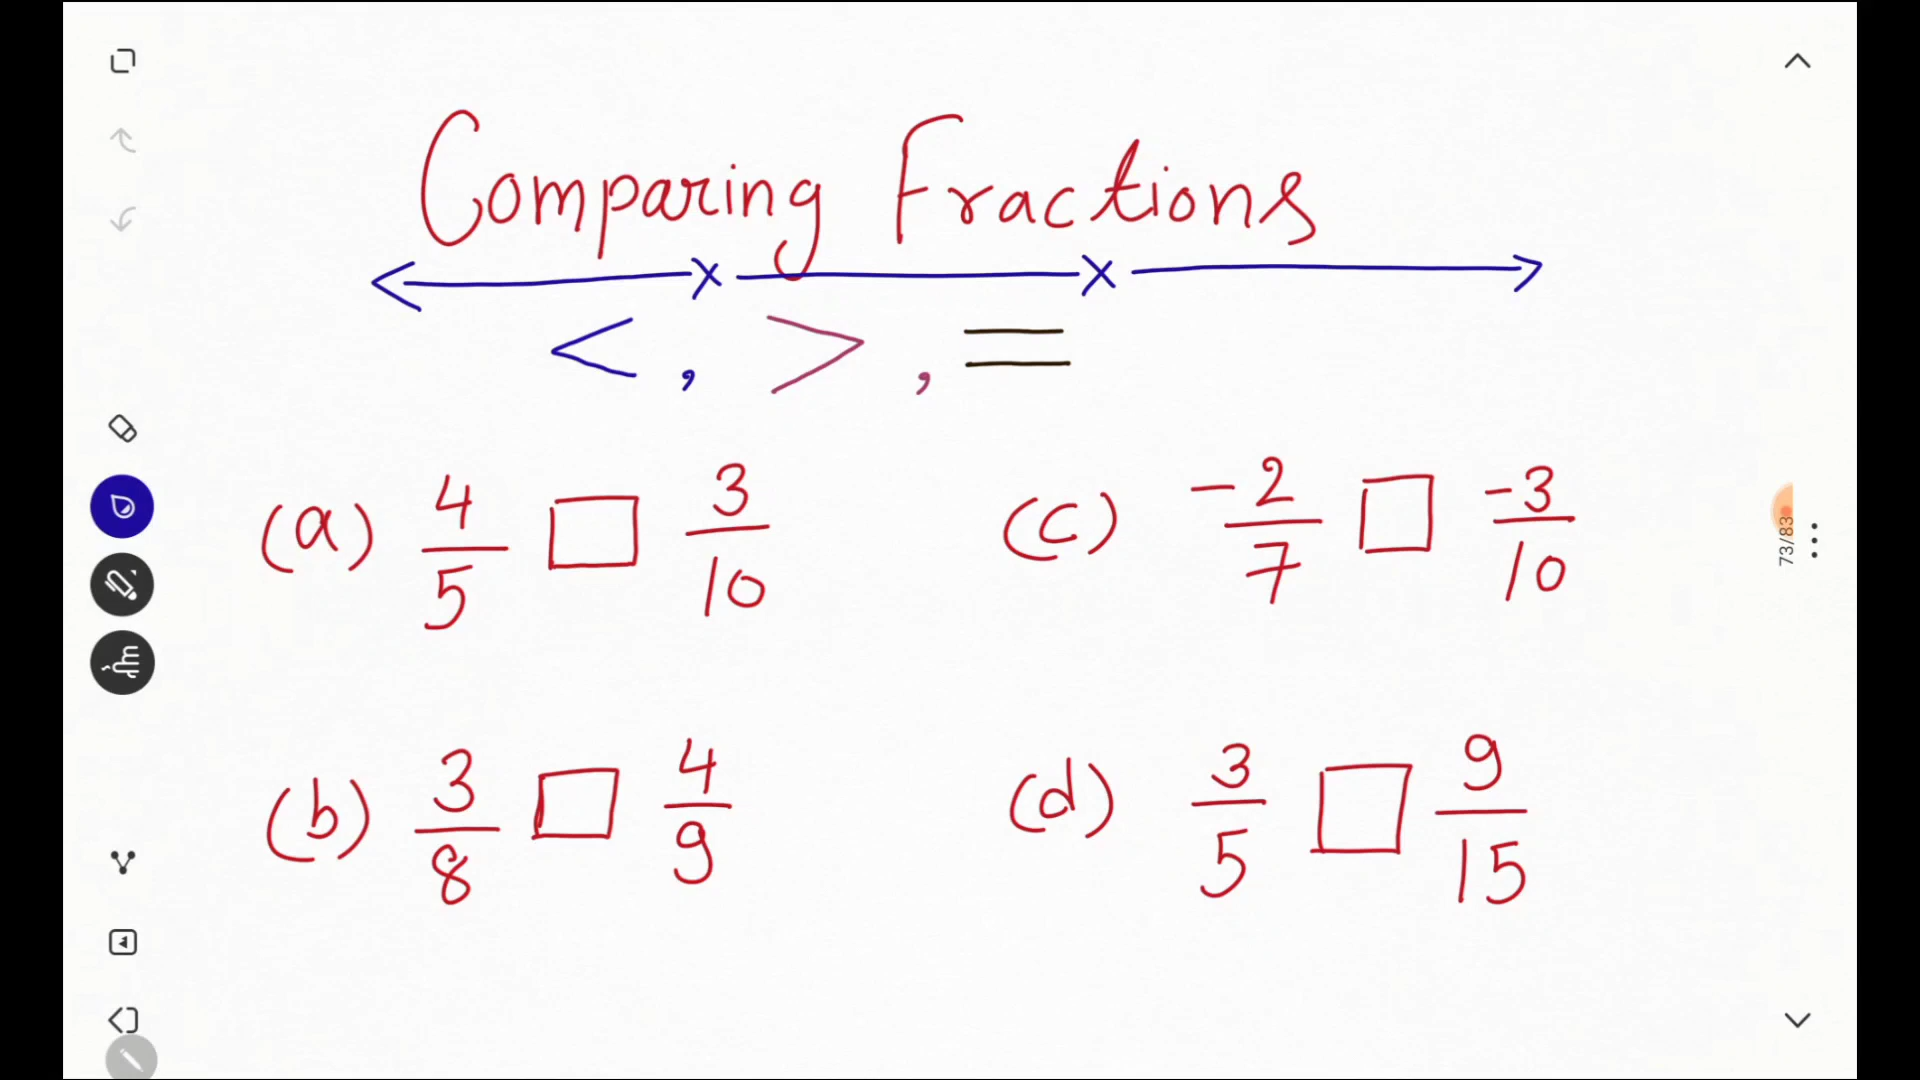 Comparing Fractions
< , > , =
(a) 4/5 □ 3/10
(c) -2/7 □ -3/10
73/83
(b) 3/8 □ 4/9
(d) 3/5 □ 9/15